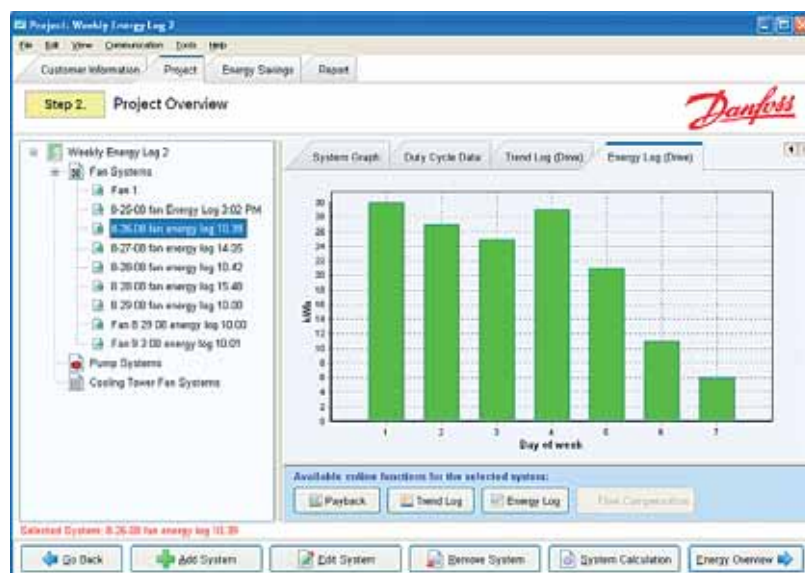 Project: Weekly Energy Log 2
File Edit View Communication Tools Help
Customer Information Project Energy Savings Report
Step 2. Project Overview
Danfoss
Weekly Energy Log 2
Fan Systems
Fan 1
8-25-08 fan Energy Log 3:02 PM
8-26-08 fan energy log 10.39
8-27-08 fan energy log 14:35
8-28-08 fan energy log 10.42
8 28 08 fan energy log 15.48
8 29 08 fan energy log 10.00
Fan 8 29 08 energy log 10:00
Fan 9 3 08 energy log 10:01
Pump Systems
Cooling Tower Fan Systems
System Graph Duty Cycle Data Trend Log (Drive) Energy Log (Drive)
30
28
26
24
22
20
18
16
14
12
10
8
6
4
2
0
kWh
1 2 3 4 5 6 7
Day of week
Available online functions for the selected system:
Payback Trend Log Energy Log Flow Compensation
Selected System: 8-26-08 fan energy log 10.39
Go Back Add System Edit System Remove System System Calculation Energy Overview